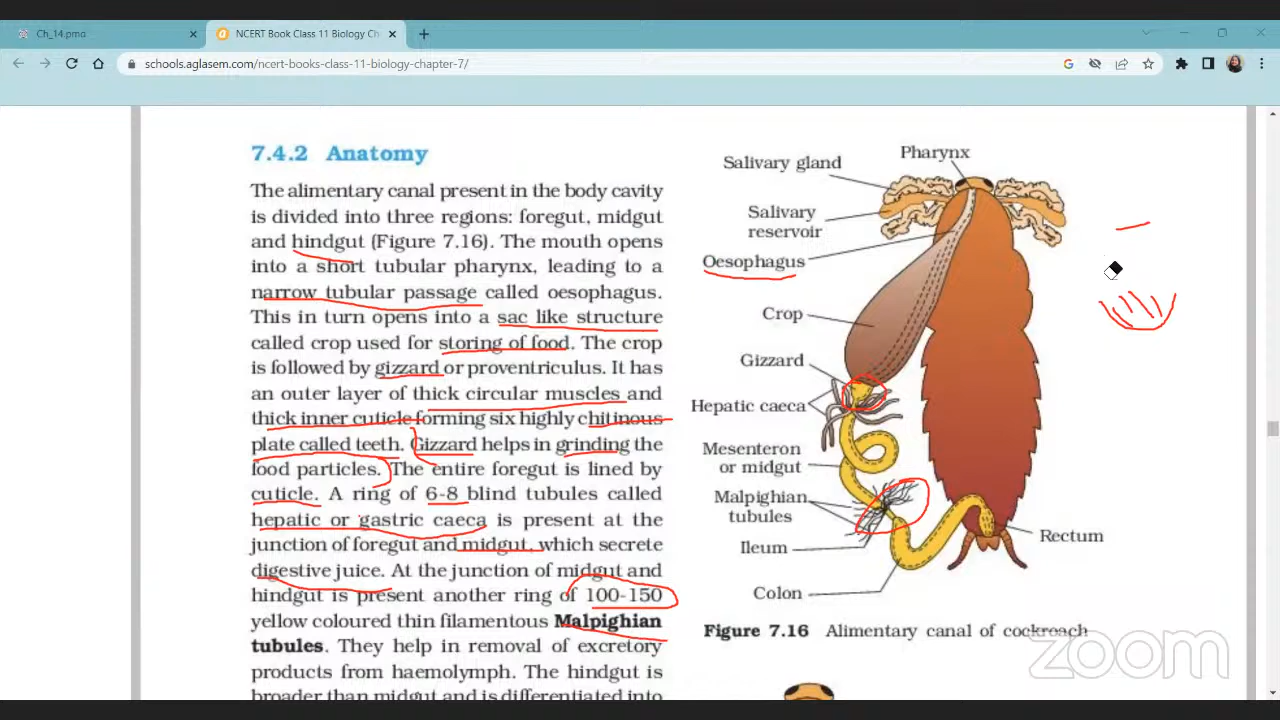 Ch_14.pmd
NCERT Book Class 11 Biology Ch
schools.aglasem.com/ncert-books-class-11-biology-chapter-7/
7.4.2 Anatomy
The alimentary canal present in the body cavity
is divided into three regions: foregut, midgut
and hindgut (Figure 7.16). The mouth opens
into a short tubular pharynx, leading to a
narrow tubular passage called oesophagus.
This in turn opens into a sac like structure
called crop used for storing of food. The crop
is followed by gizzard or proventriculus. It has
an outer layer of thick circular muscles and
thick inner cuticle forming six highly chitinous
plate called teeth. Gizzard helps in grinding the
food particles. The entire foregut is lined by
cuticle. A ring of 6-8 blind tubules called
hepatic or gastric caeca is present at the
junction of foregut and midgut, which secrete
digestive juice. At the junction of midgut and
hindgut is present another ring of 100-150
yellow coloured thin filamentous Malpighian
tubules. They help in removal of excretory
products from haemolymph. The hindgut is
broader than midgut and is differentiated into
Pharynx
Salivary gland
Salivary
reservoir
Oesophagus
Crop
Gizzard
Hepatic caeca
Mesenteron
or midgut
Malpighian
tubules
Ileum
Rectum
Colon
Figure 7.16 Alimentary canal of cockroach
zoom